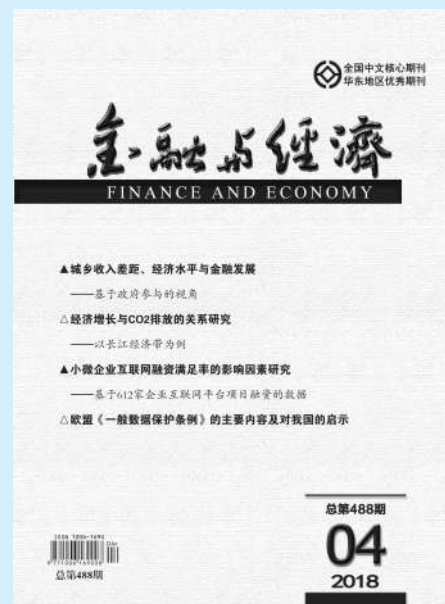 全国中文核心期刊
华东地区优秀期刊
金融与经濟
FINANCE AND ECONOMY
▲城乡收入差距、经济水平与金融发展
——基于政府参与的视角
△经济增长与CO2排放的关系研究
——以长江经济带为例
▲小微企业互联网融资满足率的影响因素研究
——基于612家企业互联网平台项目融资的数据
△欧盟《一般数据保护条例》的主要内容及对我国的启示
总第488期
04
2018
总第488期